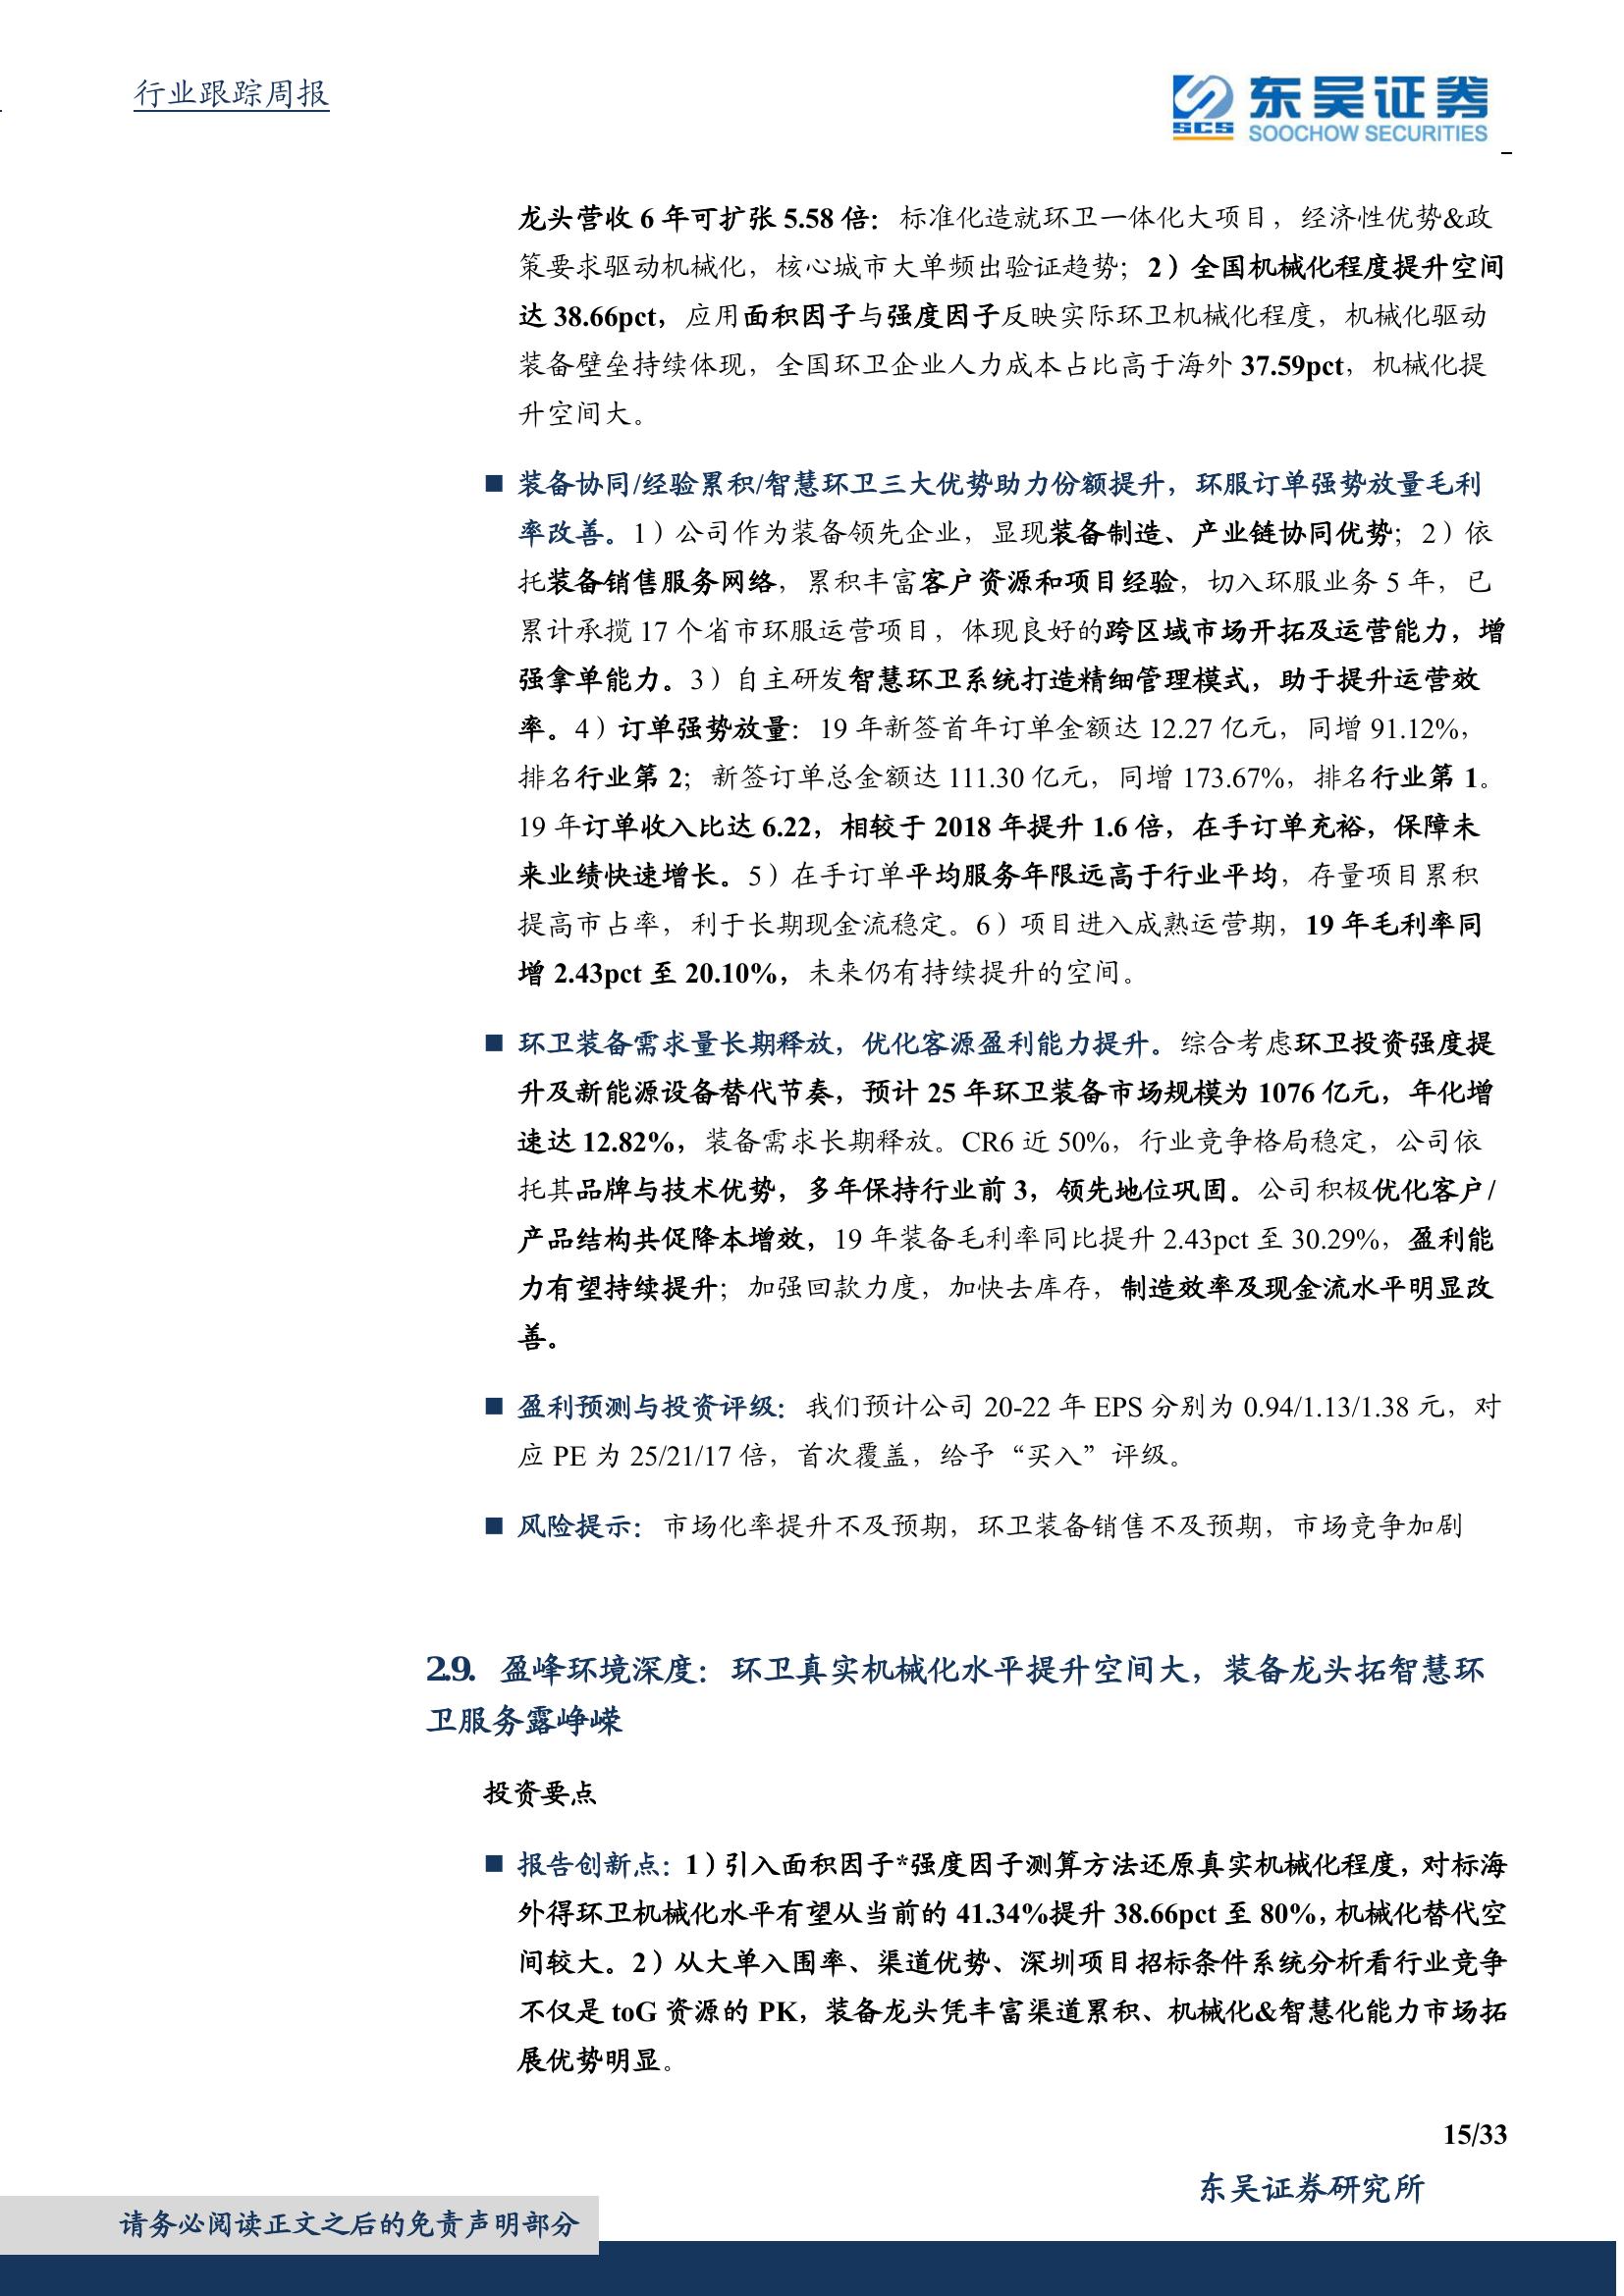 行业跟踪周报
SCS
东吴证券
SOOCHOW SECURITIES
龙头营收 6 年可扩张 5.58 倍：标准化造就环卫一体化大项目，经济性优势&政
策要求驱动机械化，核心城市大单频出验证趋势；2）全国机械化程度提升空间
达 38.66pct，应用面积因子与强度因子反映实际环卫机械化程度，机械化驱动
装备壁垒持续体现，全国环卫企业人力成本占比高于海外 37.59pct，机械化提
升空间大。
■ 装备协同/经验累积/智慧环卫三大优势助力份额提升，环服订单强势放量毛利
率改善。1）公司作为装备领先企业，显现装备制造、产业链协同优势；2）依
托装备销售服务网络，累积丰富客户资源和项目经验，切入环服业务 5 年，已
累计承揽 17 个省市环服运营项目，体现良好的跨区域市场开拓及运营能力，增
强拿单能力。3）自主研发智慧环卫系统打造精细管理模式，助于提升运营效
率。4）订单强势放量：19 年新签首年订单金额达 12.27 亿元，同增 91.12%，
排名行业第 2；新签订单总金额达 111.30 亿元，同增 173.67%，排名行业第 1。
19 年订单收入比达 6.22，相较于 2018 年提升 1.6 倍，在手订单充裕，保障未
来业绩快速增长。5）在手订单平均服务年限远高于行业平均，存量项目累积
提高市占率，利于长期现金流稳定。6）项目进入成熟运营期，19 年毛利率同
增 2.43pct 至 20.10%，未来仍有持续提升的空间。
■ 环卫装备需求量长期释放，优化客源盈利能力提升。综合考虑环卫投资强度提
升及新能源设备替代节奏，预计 25 年环卫装备市场规模为 1076 亿元，年化增
速达 12.82%，装备需求长期释放。CR6 近 50%，行业竞争格局稳定，公司依
托其品牌与技术优势，多年保持行业前 3，领先地位巩固。公司积极优化客户/
产品结构共促降本增效，19 年装备毛利率同比提升 2.43pct 至 30.29%，盈利能
力有望持续提升；加强回款力度，加快去库存，制造效率及现金流水平明显改
善。
■ 盈利预测与投资评级：我们预计公司 20-22 年 EPS 分别为 0.94/1.13/1.38 元，对
应 PE 为 25/21/17 倍，首次覆盖，给予“买入”评级。
■ 风险提示：市场化率提升不及预期，环卫装备销售不及预期，市场竞争加剧
2.9. 盈峰环境深度：环卫真实机械化水平提升空间大，装备龙头拓智慧环
卫服务露峥嵘
投资要点
■ 报告创新点：1）引入面积因子*强度因子测算方法还原真实机械化程度，对标海
外得环卫机械化水平有望从当前的 41.34%提升 38.66pct 至 80%，机械化替代空
间较大。2）从大单入围率、渠道优势、深圳项目招标条件系统分析看行业竞争
不仅是 toG 资源的 PK，装备龙头凭丰富渠道累积、机械化&智慧化能力市场拓
展优势明显。
15/33
东吴证券研究所
请务必阅读正文之后的免责声明部分